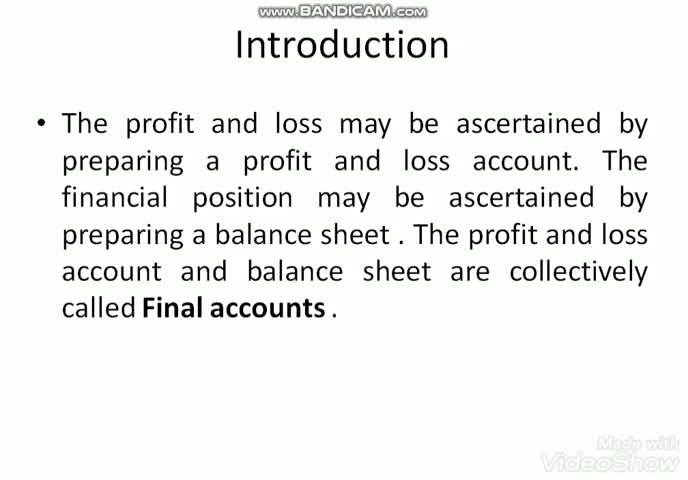 www.BANDICAM.com
Introduction
• The profit and loss may be ascertained by
preparing a profit and loss account. The
financial position may be ascertained by
preparing a balance sheet . The profit and loss
account and balance sheet are collectively
called Final accounts .
Made with
VideoShow